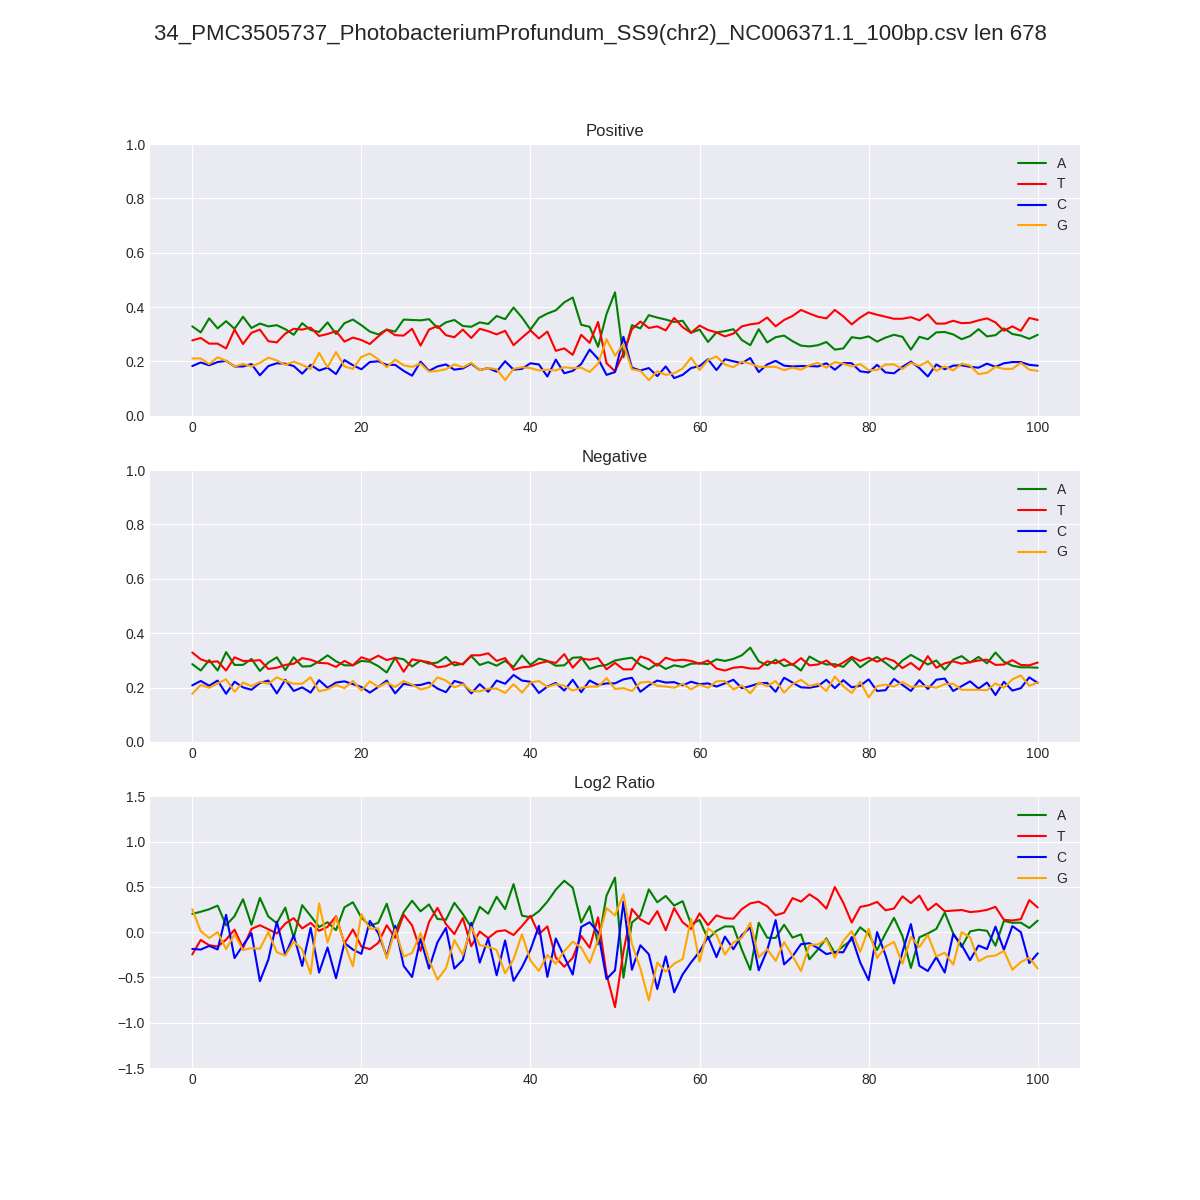 34_PMC3505737_PhotobacteriumProfundum_SS9(chr2)_NC006371.1_100bp.csv len 678
Positive
1.0
0.8
0.6
0.4
0.2
0.0
0 20 40 60 80 100
A
T
C
G
Negative
1.0
0.8
0.6
0.4
0.2
0.0
0 20 40 60 80 100
A
T
C
G
Log2 Ratio
1.5
1.0
0.5
0.0
−0.5
−1.0
−1.5
0 20 40 60 80 100
A
T
C
G